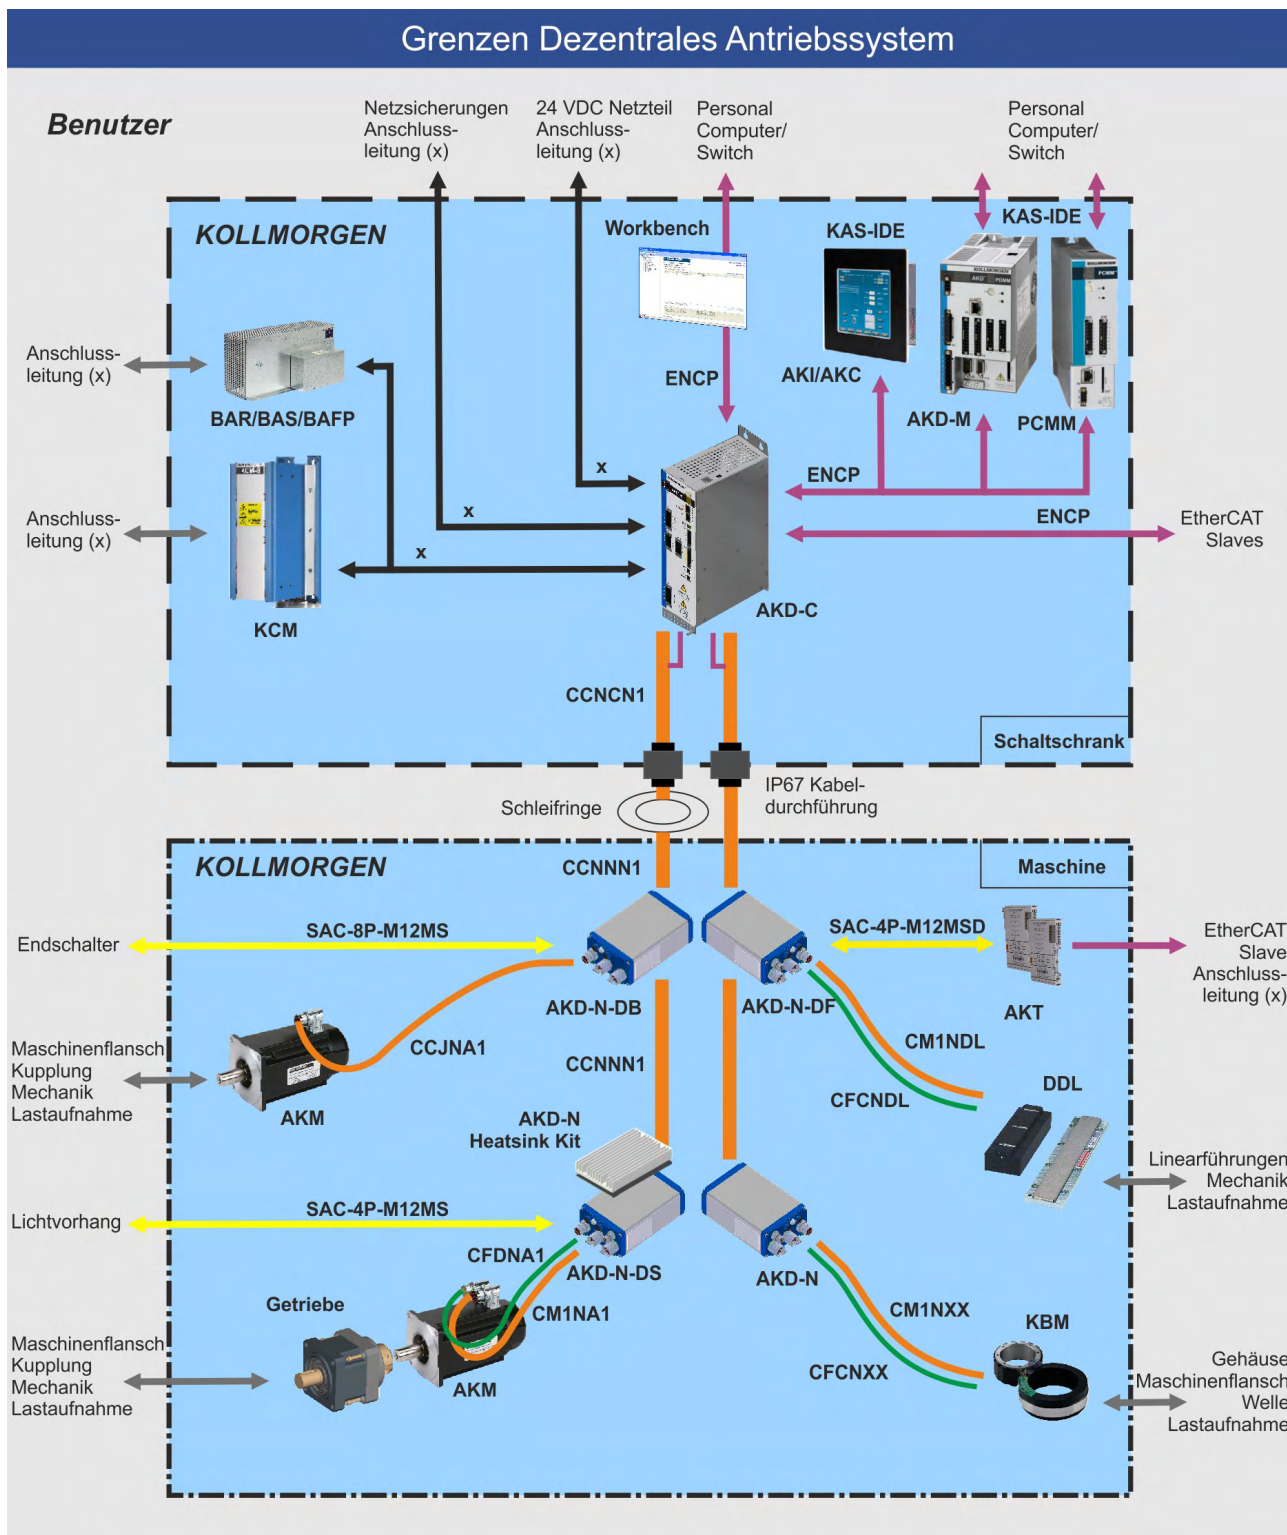 Grenzen Dezentrales Antriebssystem
Benutzer
Netzsicherungen
Anschluss-
leitung (x)
24 VDC Netzteil
Anschluss-
leitung (x)
Personal
Computer/
Switch
Personal
Computer/
Switch
KOLLMORGEN
Workbench
KAS-IDE
KAS-IDE
Anschluss-
leitung (x)
BAR/BAS/BAFP
ENCP
AKI/AKC
AKD-M
PCMM
x
ENCP
x
ENCP
EtherCAT
Slaves
Anschluss-
leitung (x)
x
KCM
AKD-C
CCNCN1
Schaltschrank
Schleifringe
IP67 Kabel-
durchführung
KOLLMORGEN
CCNNN1
Maschine
Endschalter
SAC-8P-M12MS
SAC-4P-M12MSD
EtherCAT
Slave
Anschluss-
leitung (x)
AKD-N-DB
AKD-N-DF
AKT
Maschinenflansch
Kupplung
Mechanik
Lastaufnahme
CCJNA1
CCNNN1
CM1NDL
CFCNDL
DDL
AKM
AKD-N
Heatsink Kit
Linearführungen
Mechanik
Lastaufnahme
Lichtvorhang
SAC-4P-M12MS
CFDNA1
AKD-N-DS
AKD-N
Getriebe
CM1NA1
CM1NXX
KBM
CFCNXX
AKM
Maschinenflansch
Kupplung
Mechanik
Lastaufnahme
Gehäuse
Maschinenflansch
Welle
Lastaufnahme